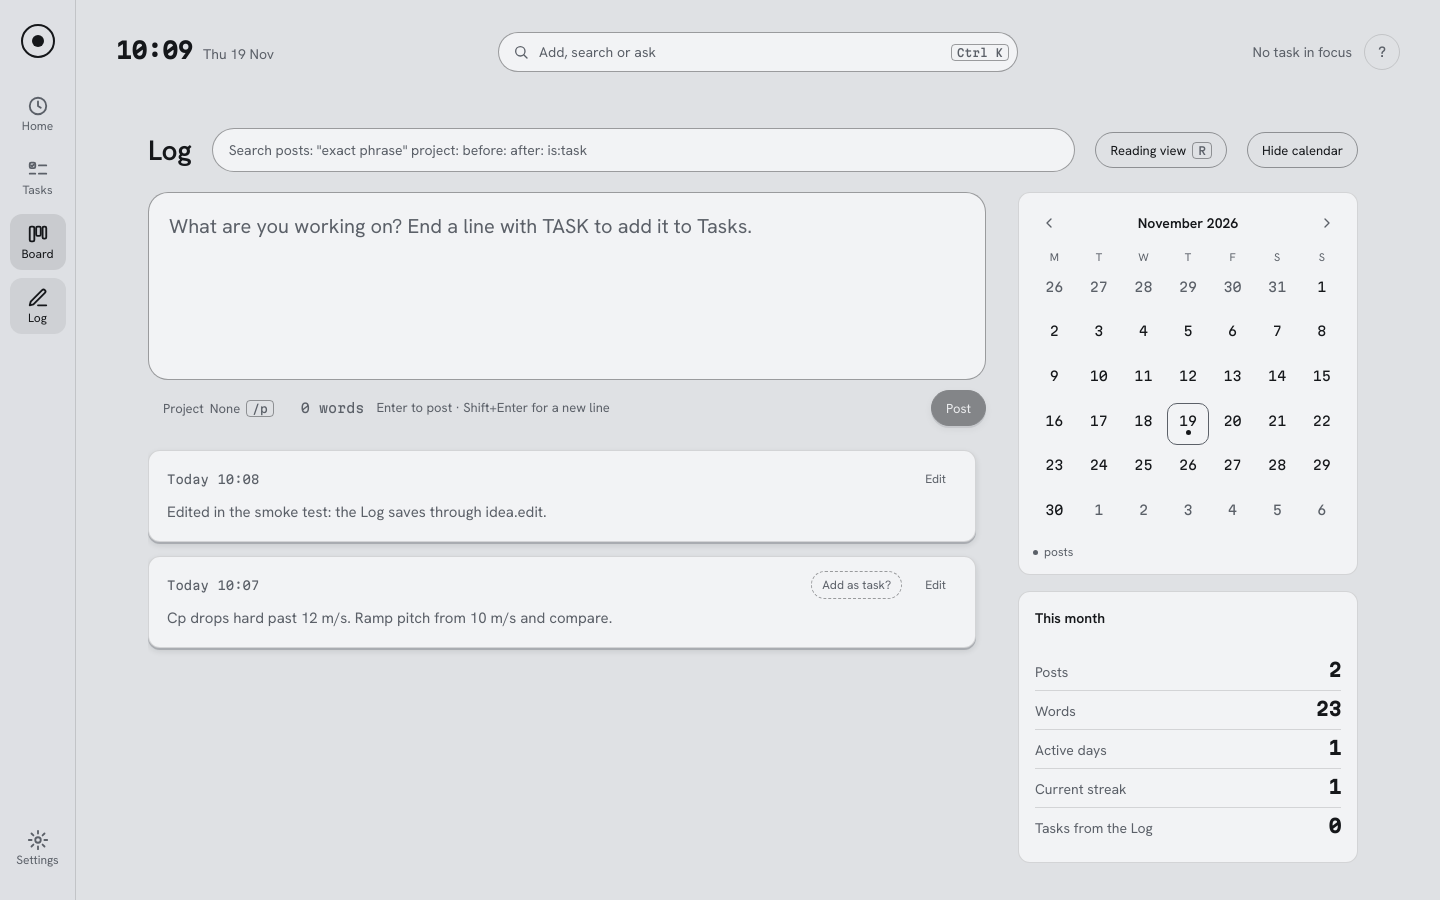 10:09 Thu 19 Nov
Add, search or ask Ctrl K
No task in focus ?
Home
Tasks
Board
Log
Settings
Log
Search posts: "exact phrase" project: before: after: is:task
Reading view R
Hide calendar
What are you working on? End a line with TASK to add it to Tasks.
Project None /p 0 words Enter to post · Shift+Enter for a new line Post
Today 10:08 Edit
Edited in the smoke test: the Log saves through idea.edit.
Today 10:07 Add as task? Edit
Cp drops hard past 12 m/s. Ramp pitch from 10 m/s and compare.
November 2026
M T W T F S S
26 27 28 29 30 31 1
2 3 4 5 6 7 8
9 10 11 12 13 14 15
16 17 18 19 20 21 22
23 24 25 26 27 28 29
30 1 2 3 4 5 6
posts
This month
Posts 2
Words 23
Active days 1
Current streak 1
Tasks from the Log 0